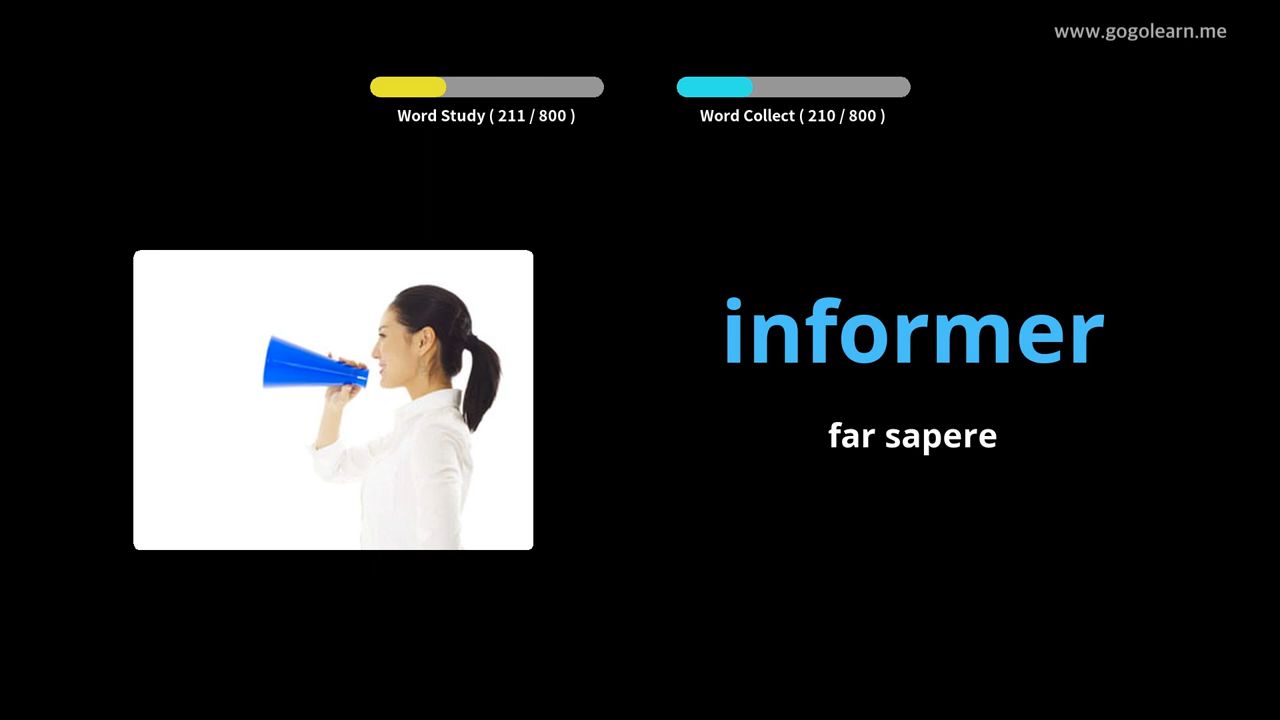 www.gogolearn.me
Word Study ( 211 / 800 )
Word Collect ( 210 / 800 )
informer
far sapere